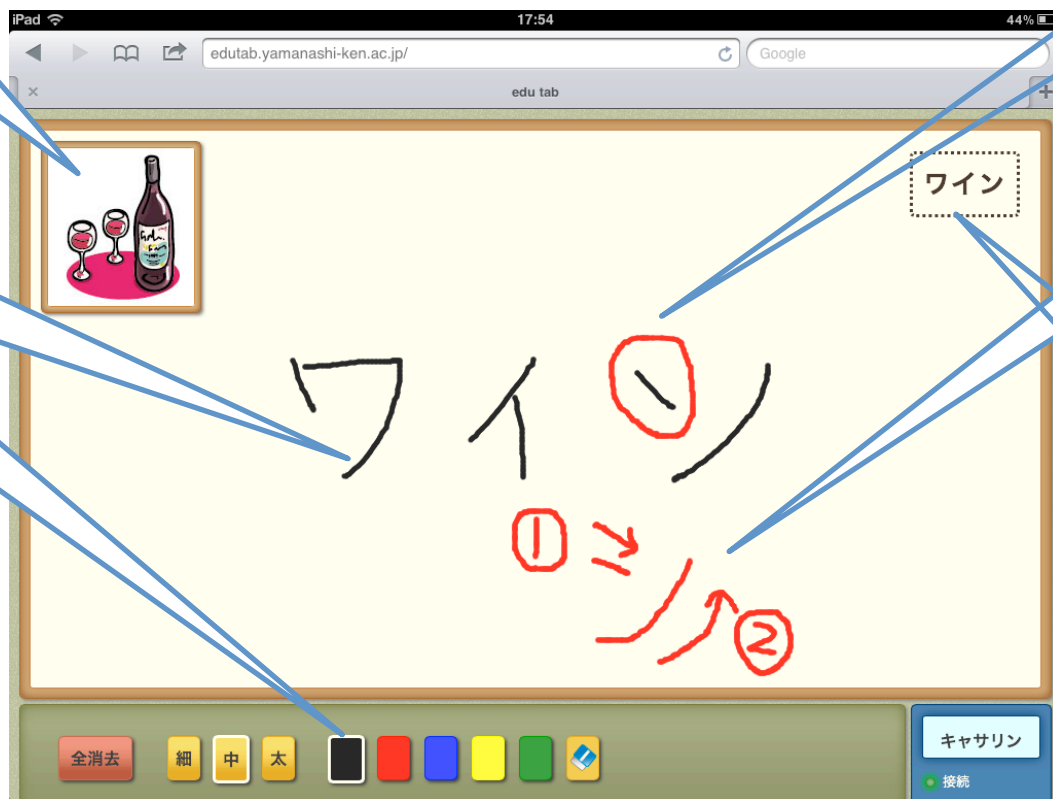 iPad 17:54 44%
edutab.yamanashi-ken.ac.jp/ Google
× edu tab +
ワイン
ワイソ
① ン ②
全消去 細 中 太 キャサリン
接続